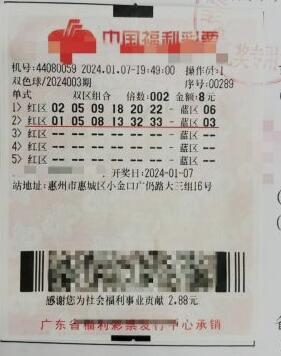 中国福利彩票
机号:44080059 2024.01.07-19:49:00 操作员:1
双色球/2024003期 序号:00289
单式 双区组合 倍数:002 金额:8元
1> 红区 02 05 09 18 20 22 - 蓝区 06
2> 红区 01 05 08 13 32 33 - 蓝区 03
3> 红区 -- -- -- -- -- -- - 蓝区 --
4> 红区 -- -- -- -- -- -- - 蓝区 --
5> 红区 -- -- -- -- -- -- - 蓝区 --
开奖日:2024-01-07
站地址:惠州市惠城区小金口广仍路大三组16号
感谢您为社会福利事业贡献 2.88元
广东省福利彩票发行中心承销